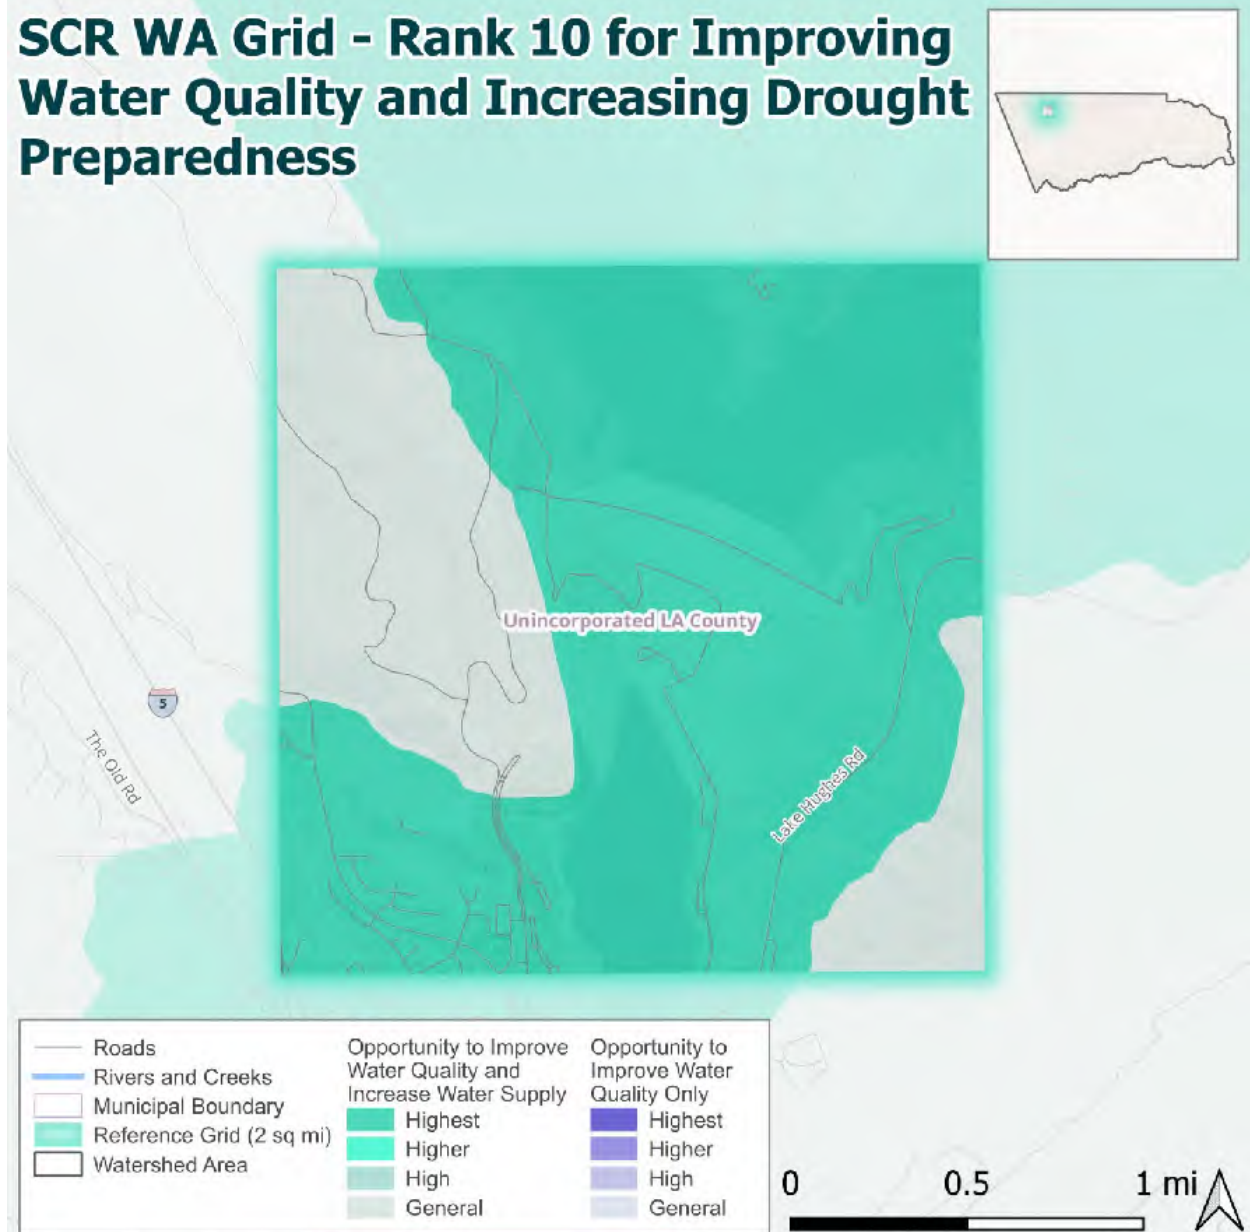 SCR WA Grid - Rank 10 for Improving
Water Quality and Increasing Drought
Preparedness
Unincorporated LA County
5
The Old Rd
Lake Hughes Rd
Roads
Rivers and Creeks
Municipal Boundary
Reference Grid (2 sq mi)
Watershed Area
Opportunity to Improve
Water Quality and
Increase Water Supply
Highest
Higher
High
General
Opportunity to
Improve Water
Quality Only
Highest
Higher
High
General
0 0.5 1 mi